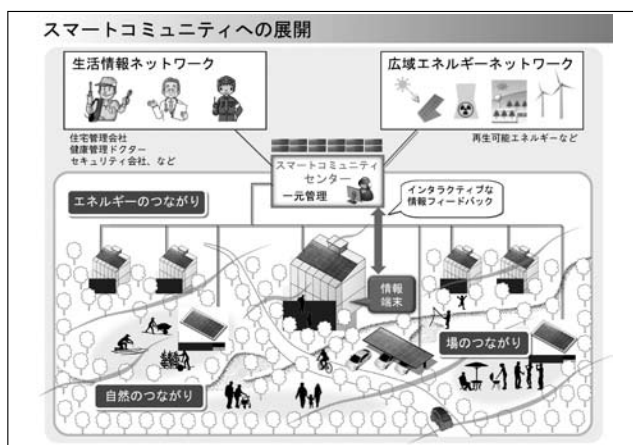 スマートコミュニティへの展開
生活情報ネットワーク
広域エネルギーネットワーク
住宅管理会社
健康管理ドクター
セキュリティ会社、など
再生可能エネルギーなど
スマートコミュニティ
センター
一元管理
インタラクティブな
情報フィードバック
エネルギーのつながり
情報
端末
場のつながり
自然のつながり